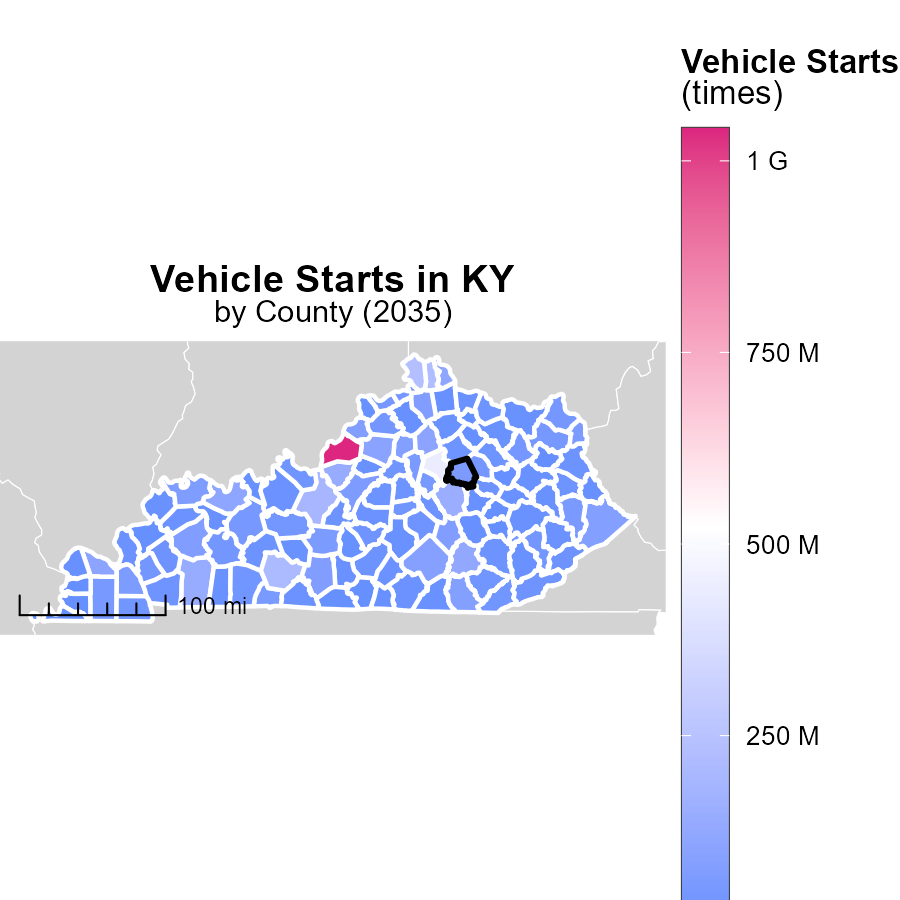 Vehicle Starts
(times)
1 G
750 M
500 M
250 M
Vehicle Starts in KY
by County (2035)
100 mi